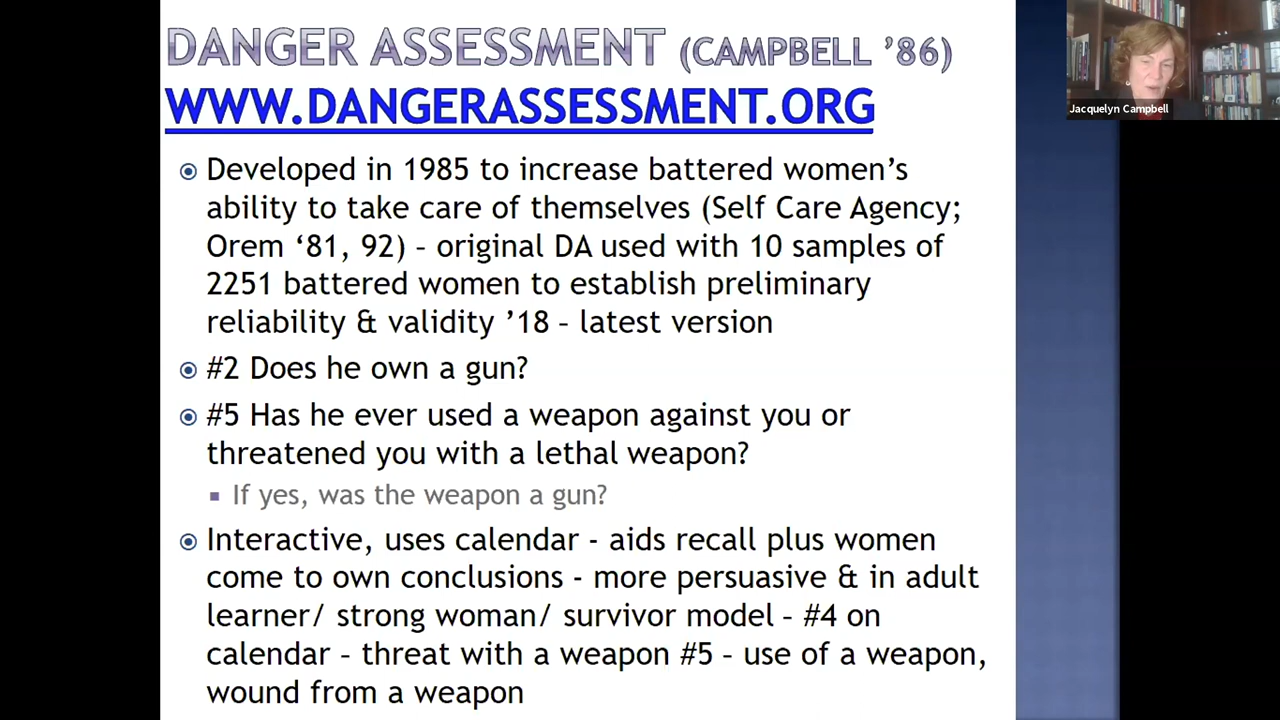 DANGER ASSESSMENT (CAMPBELL ’86)
WWW.DANGERASSESSMENT.ORG
Jacquelyn Campbell
Developed in 1985 to increase battered women’s
ability to take care of themselves (Self Care Agency;
Orem ‘81, 92) – original DA used with 10 samples of
2251 battered women to establish preliminary
reliability & validity ’18 – latest version
#2 Does he own a gun?
#5 Has he ever used a weapon against you or
threatened you with a lethal weapon?
If yes, was the weapon a gun?
Interactive, uses calendar - aids recall plus women
come to own conclusions - more persuasive & in adult
learner/ strong woman/ survivor model – #4 on
calendar – threat with a weapon #5 – use of a weapon,
wound from a weapon